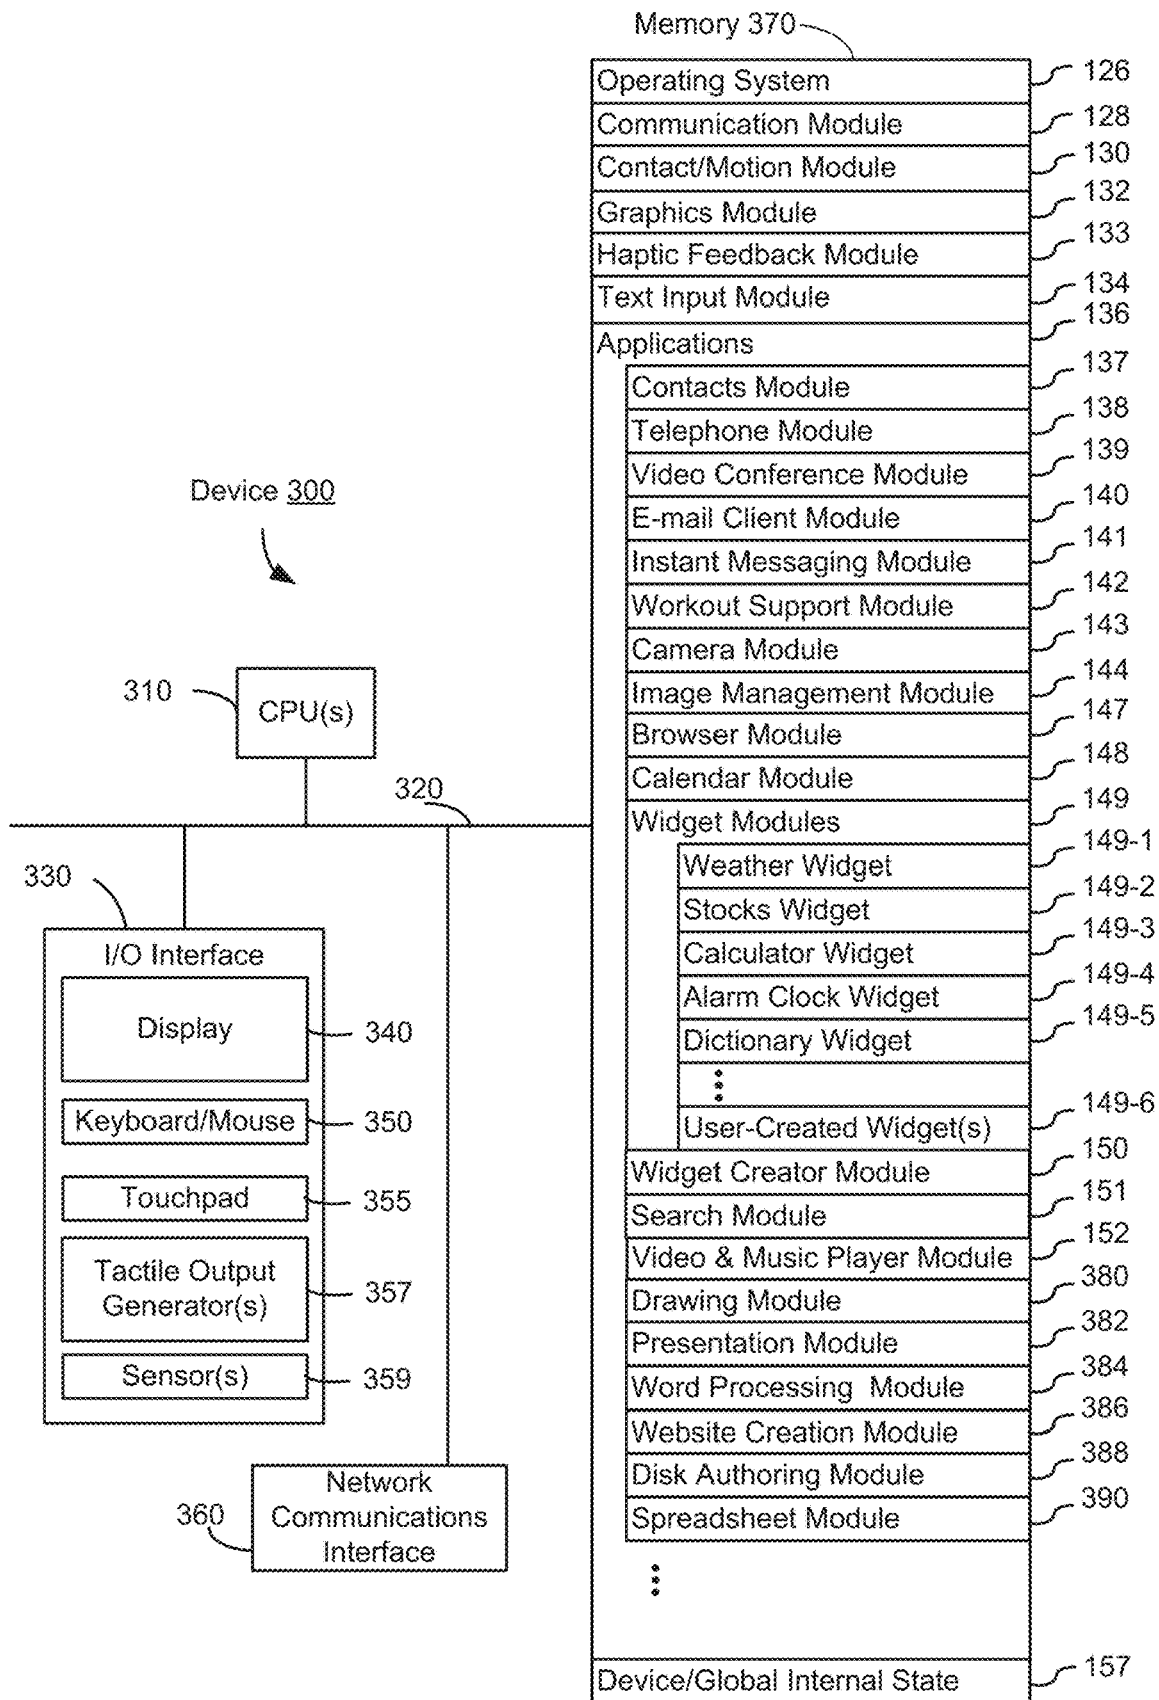 Memory 370
Operating System 126
Communication Module 128
Contact/Motion Module 130
Graphics Module 132
Haptic Feedback Module 133
Text Input Module 134
Applications 136
Contacts Module 137
Telephone Module 138
Video Conference Module 139
E-mail Client Module 140
Instant Messaging Module 141
Workout Support Module 142
Camera Module 143
Image Management Module 144
Browser Module 147
Calendar Module 148
Widget Modules 149
Weather Widget 149-1
Stocks Widget 149-2
Calculator Widget 149-3
Alarm Clock Widget 149-4
Dictionary Widget 149-5
User-Created Widget(s) 149-6
Widget Creator Module 150
Search Module 151
Video & Music Player Module 152
Drawing Module 380
Presentation Module 382
Word Processing Module 384
Website Creation Module 386
Disk Authoring Module 388
Spreadsheet Module 390
Device/Global Internal State 157
Device 300
310
CPU(s)
320
330
I/O Interface
Display 340
Keyboard/Mouse 350
Touchpad 355
Tactile Output
Generator(s) 357
Sensor(s) 359
360
Network
Communications
Interface